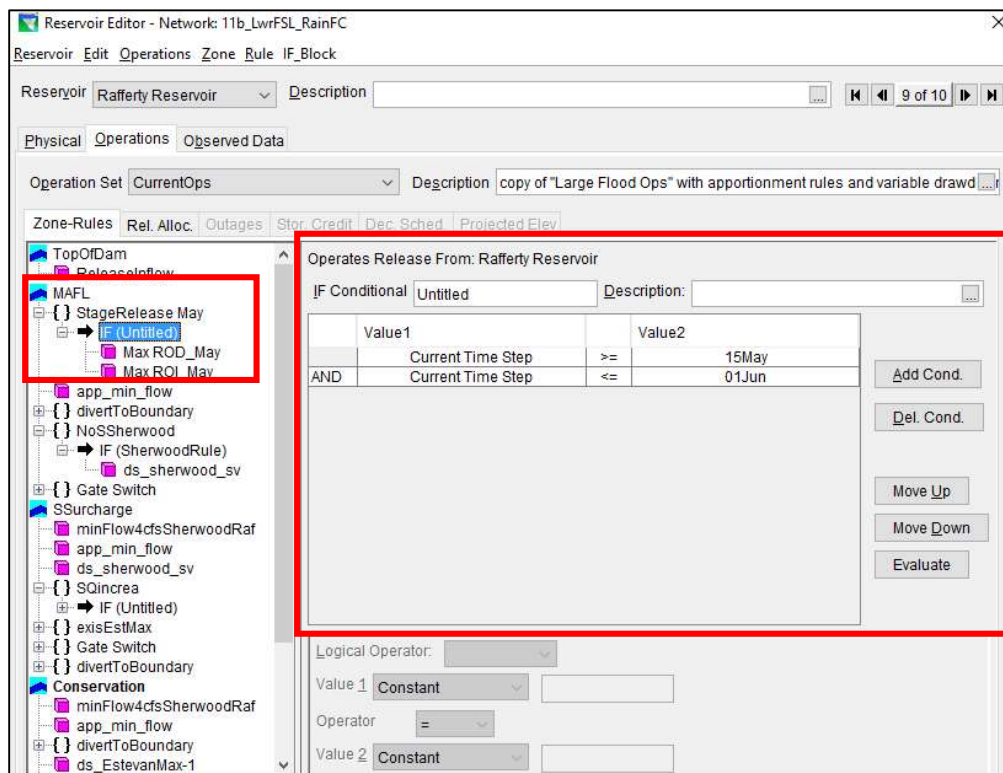 Reservoir Editor - Network: 11b_LwrFSL_RainFC
Reservoir Edit Operations Zone Rule IF_Block
Reservoir Rafferty Reservoir Description ... 9 of 10
Physical Operations Observed Data
Operation Set CurrentOps Description copy of "Large Flood Ops" with apportionment rules and variable drawd ...
Zone-Rules Rel. Alloc. Outages Stor. Credit Dec. Sched. Projected Elev
TopOfDam
ReleaseInflow
MAFL
{ } StageRelease May
IF (Untitled)
Max ROD_May
Max ROI_May
app_min_flow
{ } divertToBoundary
{ } NoSSherwood
IF (SherwoodRule)
ds_sherwood_sv
{ } Gate Switch
SSurcharge
minFlow4cfsSherwoodRaf
app_min_flow
ds_sherwood_sv
{ } SQincrea
IF (Untitled)
{ } exisEstMax
{ } Gate Switch
{ } divertToBoundary
Conservation
minFlow4cfsSherwoodRaf
app_min_flow
{ } divertToBoundary
ds_EstevanMax-1
Operates Release From: Rafferty Reservoir
IF Conditional Untitled Description: ...
Value1 Value2
Current Time Step >= 15May
AND Current Time Step <= 01Jun
Add Cond.
Del. Cond.
Move Up
Move Down
Evaluate
Logical Operator:
Value 1 Constant
Operator =
Value 2 Constant